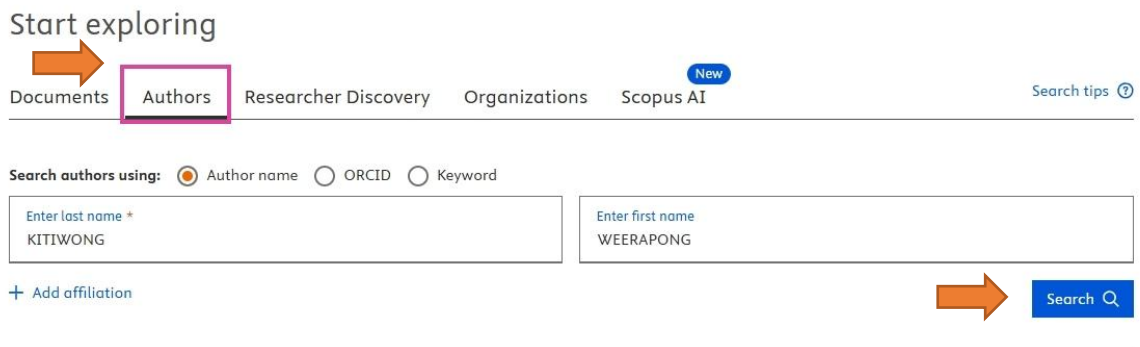 Start exploring
New
Documents Authors Researcher Discovery Organizations Scopus AI Search tips ?
Search authors using: Author name ORCID Keyword
Enter last name * Enter first name
KITIWONG WEERAPONG
+ Add affiliation Search